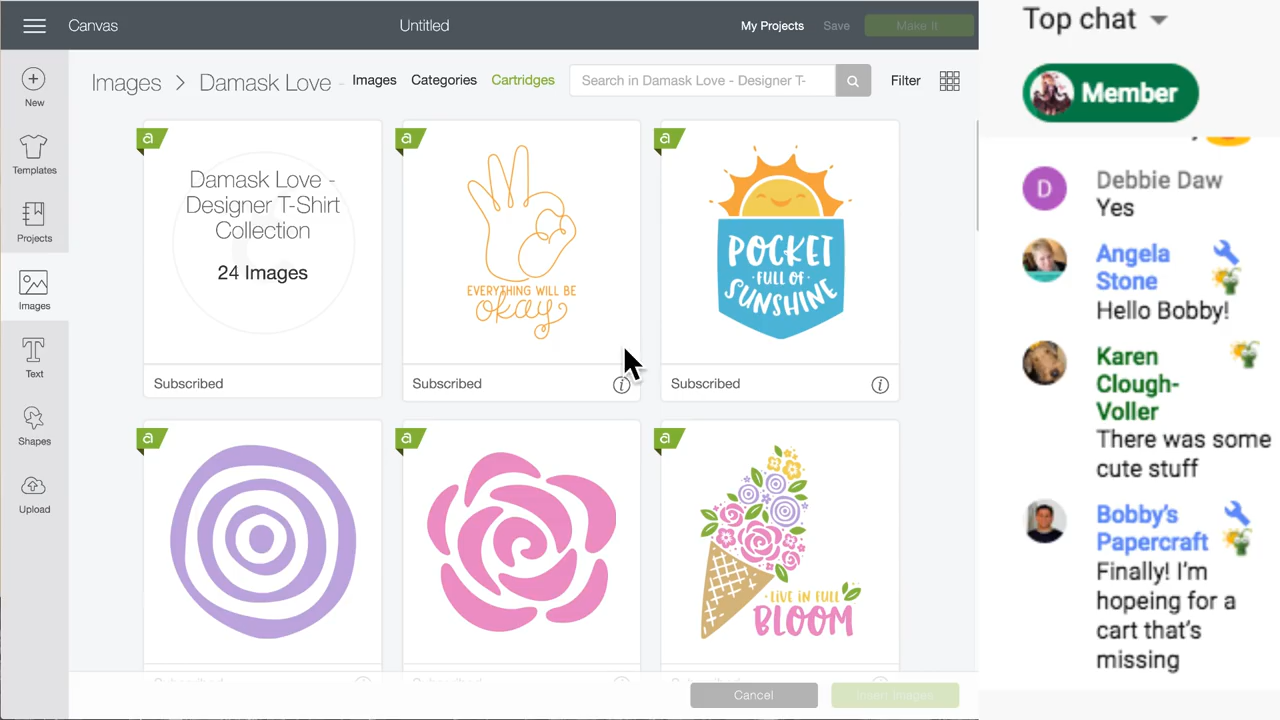 Canvas
Untitled
My Projects
Save
Make It
New
Templates
Projects
Images
Text
Shapes
Upload
Images > Damask Love -
Images
Categories
Cartridges
Search in Damask Love - Designer T-
Filter
a
Damask Love -
Designer T-Shirt
Collection
24 Images
Subscribed
a
EVERYTHING WILL BE
okay
Subscribed
a
POCKET
FULL OF
SUNSHINE
Subscribed
a
a
a
LIVE IN FULL
BLOOM
Subscribed
Subscribed
Subscribed
Cancel
Insert Images
Top chat
Member
D
Debbie Daw
Yes
Angela
Stone
Hello Bobby!
Karen
Clough-
Voller
There was some
cute stuff
Bobby's
Papercraft
Finally! I'm
hopeing for a
cart that's
missing